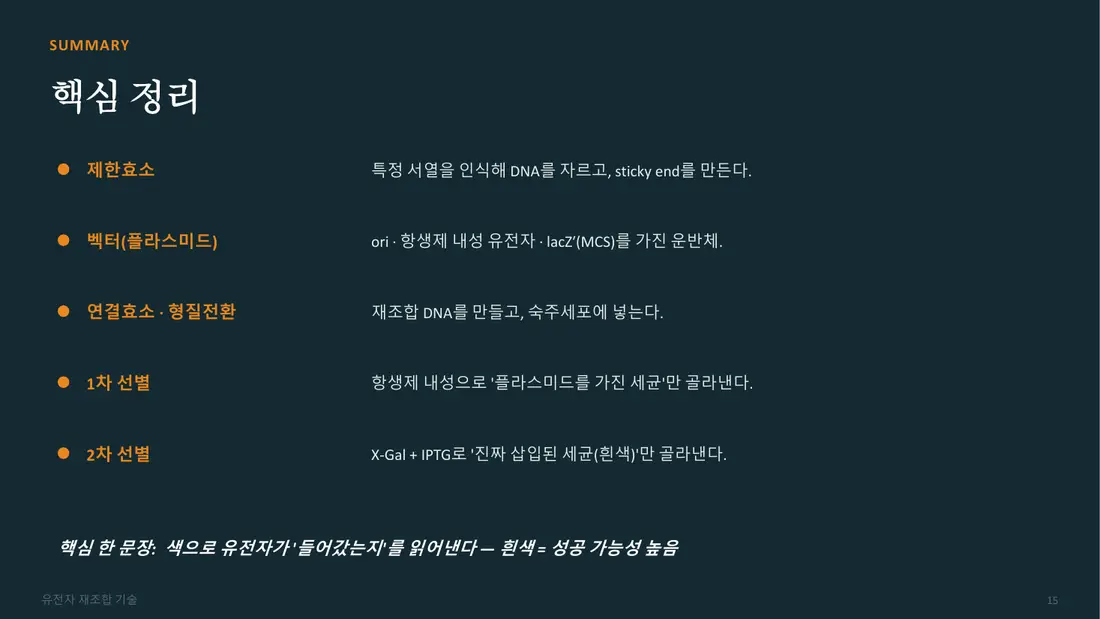 SUMMARY
핵심 정리
제한효소
특정 서열을 인식해 DNA를 자르고, sticky end를 만든다.
벡터(플라스미드)
ori · 항생제 내성 유전자 · lacZ'(MCS)를 가진 운반체.
연결효소 · 형질전환
재조합 DNA를 만들고, 숙주세포에 넣는다.
1차 선별
항생제 내성으로 '플라스미드를 가진 세균'만 골라낸다.
2차 선별
X-Gal + IPTG로 '진짜 삽입된 세균(흰색)'만 골라낸다.
핵심 한 문장: 색으로 유전자가 '들어갔는지'를 읽어낸다 — 흰색 = 성공 가능성 높음
유전자 재조합 기술
15